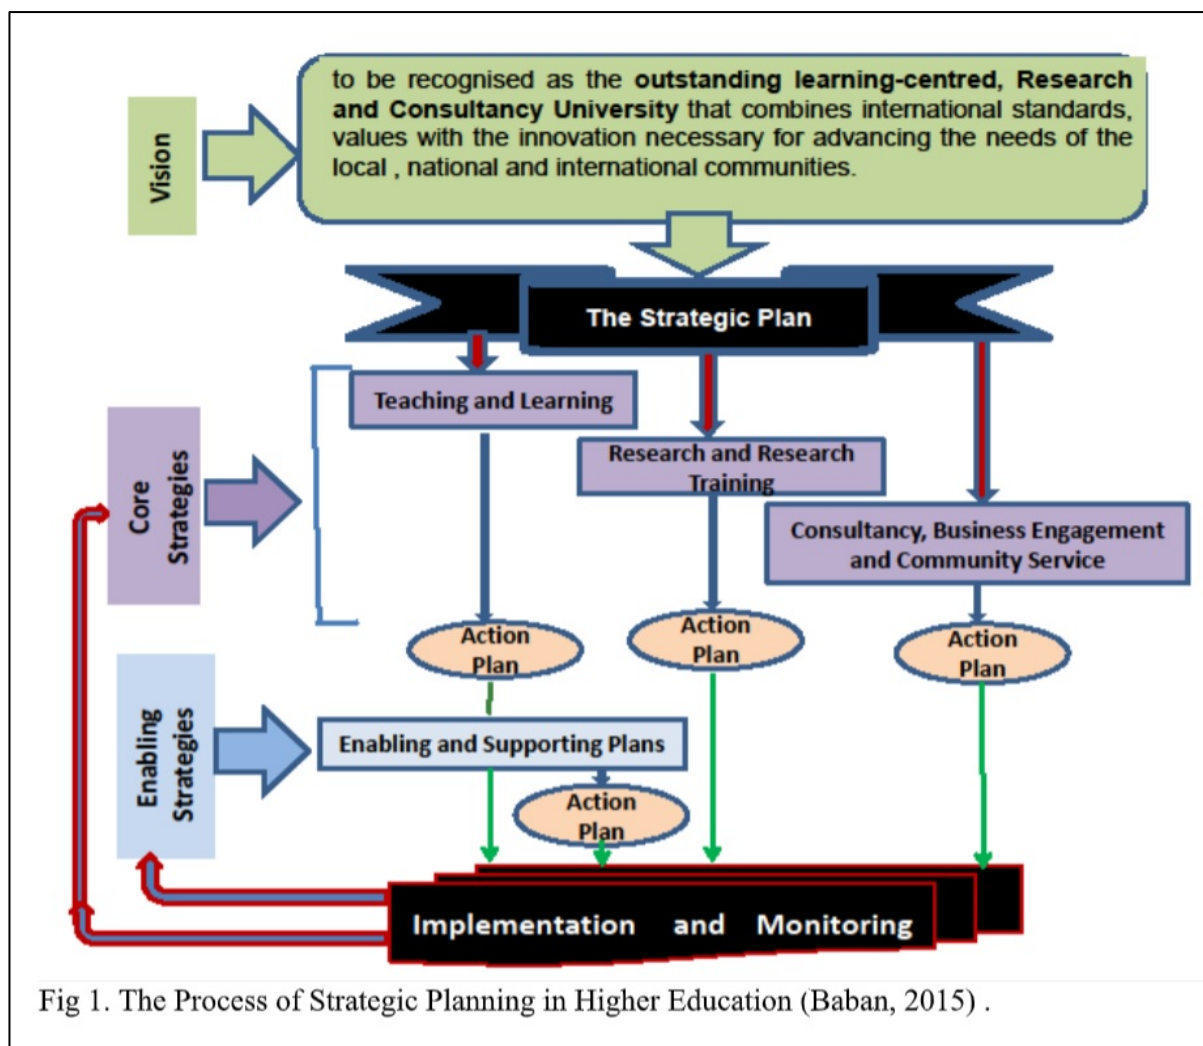 Vision
to be recognised as the outstanding learning-centred, Research
and Consultancy University that combines international standards,
values with the innovation necessary for advancing the needs of the
local , national and international communities.
The Strategic Plan
Core
Strategies
Teaching and Learning
Research and Research
Training
Consultancy, Business Engagement
and Community Service
Action
Plan
Action
Plan
Action
Plan
Enabling
Strategies
Enabling and Supporting Plans
Action
Plan
Implementation and Monitoring
Fig 1. The Process of Strategic Planning in Higher Education (Baban, 2015) .